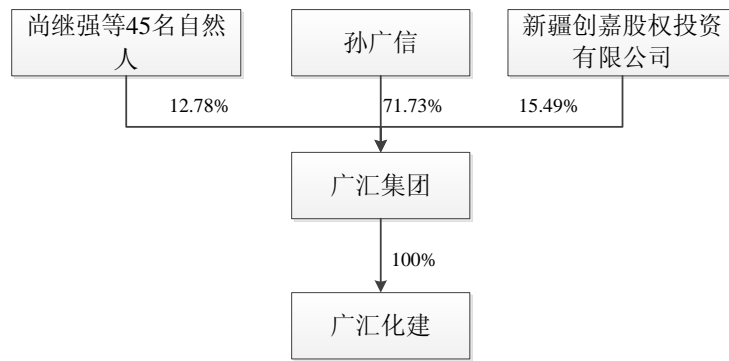 尚继强等45名自然
人
孙广信
新疆创嘉股权投资
有限公司
12.78%
71.73%
15.49%
广汇集团
100%
广汇化建